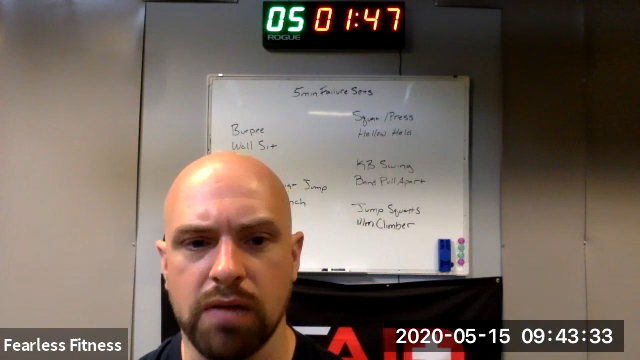 05 01:47
ROGUE
5min Failure Sets
Squat/Press
Hollow Hold
Burpee
Wall Sit
KB Swing
Band Pull Apart
Jump
Jump Squats
Mtn Climber
Fearless Fitness
2020-05-15 09:43:33